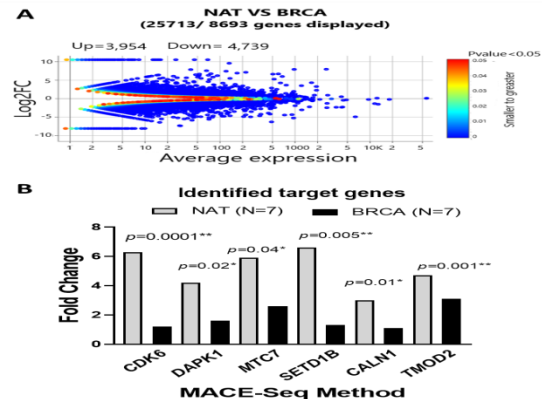 A
NAT VS BRCA
(25713/ 8693 genes displayed)
Up=3,954 Down= 4,739
Pvalue<0.05
Log2FC
10
5
0
-5
-10
1 2 5 10 2 5 100 2 5 1000 2 5 10K 2 5
Average expression
0.05
0.04
0.02
0.01
0
Smaller to greater
B
Identified target genes
NAT (N=7) BRCA (N=7)
Fold Change
8
6
4
2
0
p=0.0001**
p=0.02*
p=0.04*
p=0.005**
p=0.01*
p=0.001**
CDK6 DAPK1 MTC7 SETD1B CALN1 TMOD2
MACE-Seq Method